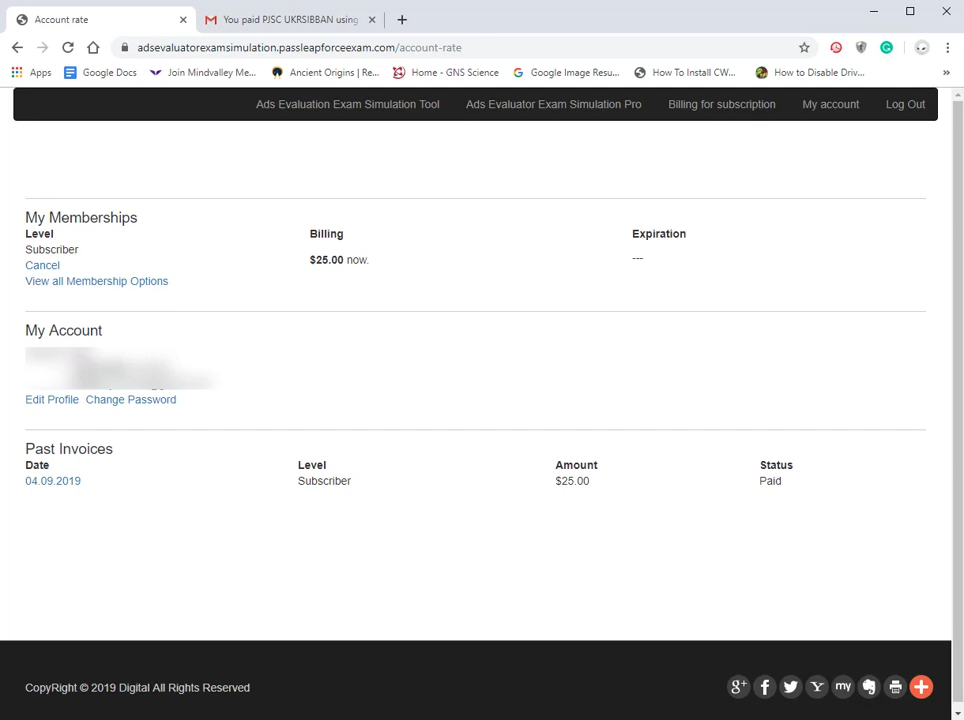 Account rate
You paid PJSC UKRSIBBAN using
adsevaluatorexamsimulation.passleapforceexam.com/account-rate
Apps Google Docs Join Mindvalley Me... Ancient Origins | Re... Home - GNS Science Google Image Resu... How To Install CW... How to Disable Driv... »
Ads Evaluation Exam Simulation Tool Ads Evaluator Exam Simulation Pro Billing for subscription My account Log Out
My Memberships
Level Billing Expiration
Subscriber
$25.00 now. ---
Cancel
View all Membership Options
My Account
Edit Profile Change Password
Past Invoices
Date Level Amount Status
04.09.2019 Subscriber $25.00 Paid
CopyRight © 2019 Digital All Rights Reserved
g+ f Y my